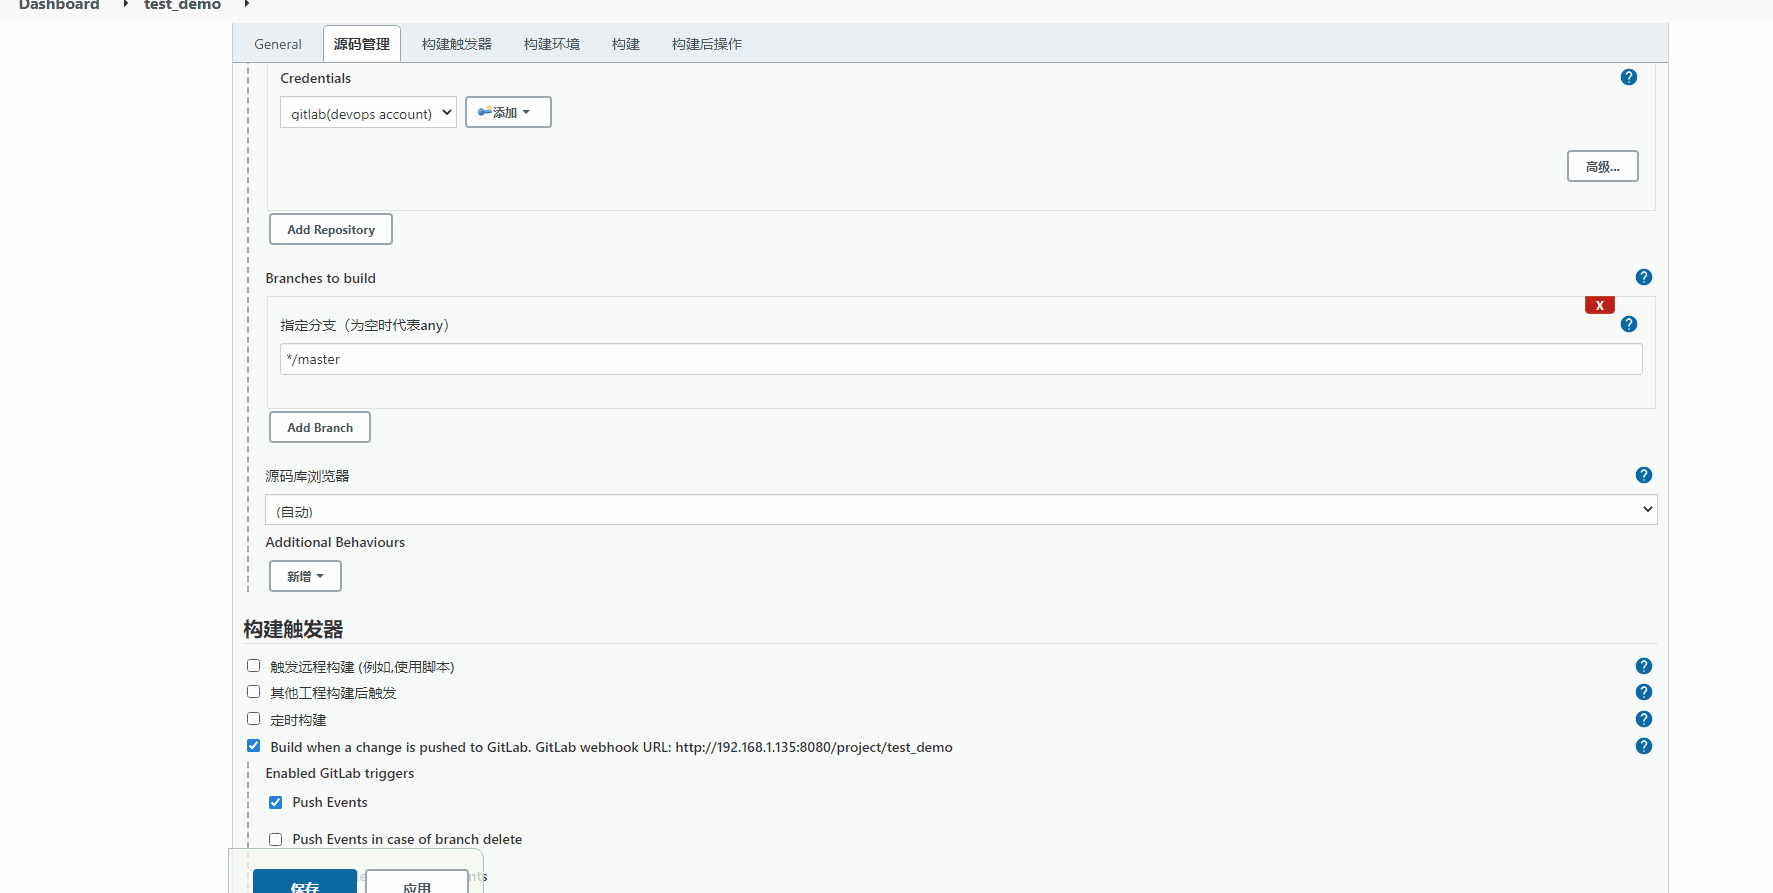 Dashboard test_demo
General 源码管理 构建触发器 构建环境 构建 构建后操作
Credentials
gitlab(devops account) 添加
高级...
Add Repository
Branches to build
X
指定分支（为空时代表any）
*/master
Add Branch
源码库浏览器
(自动)
Additional Behaviours
新增
构建触发器
触发远程构建 (例如,使用脚本)
其他工程构建后触发
定时构建
Build when a change is pushed to GitLab. GitLab webhook URL: http://192.168.1.135:8080/project/test_demo
Enabled GitLab triggers
Push Events
Push Events in case of branch delete
保存 应用